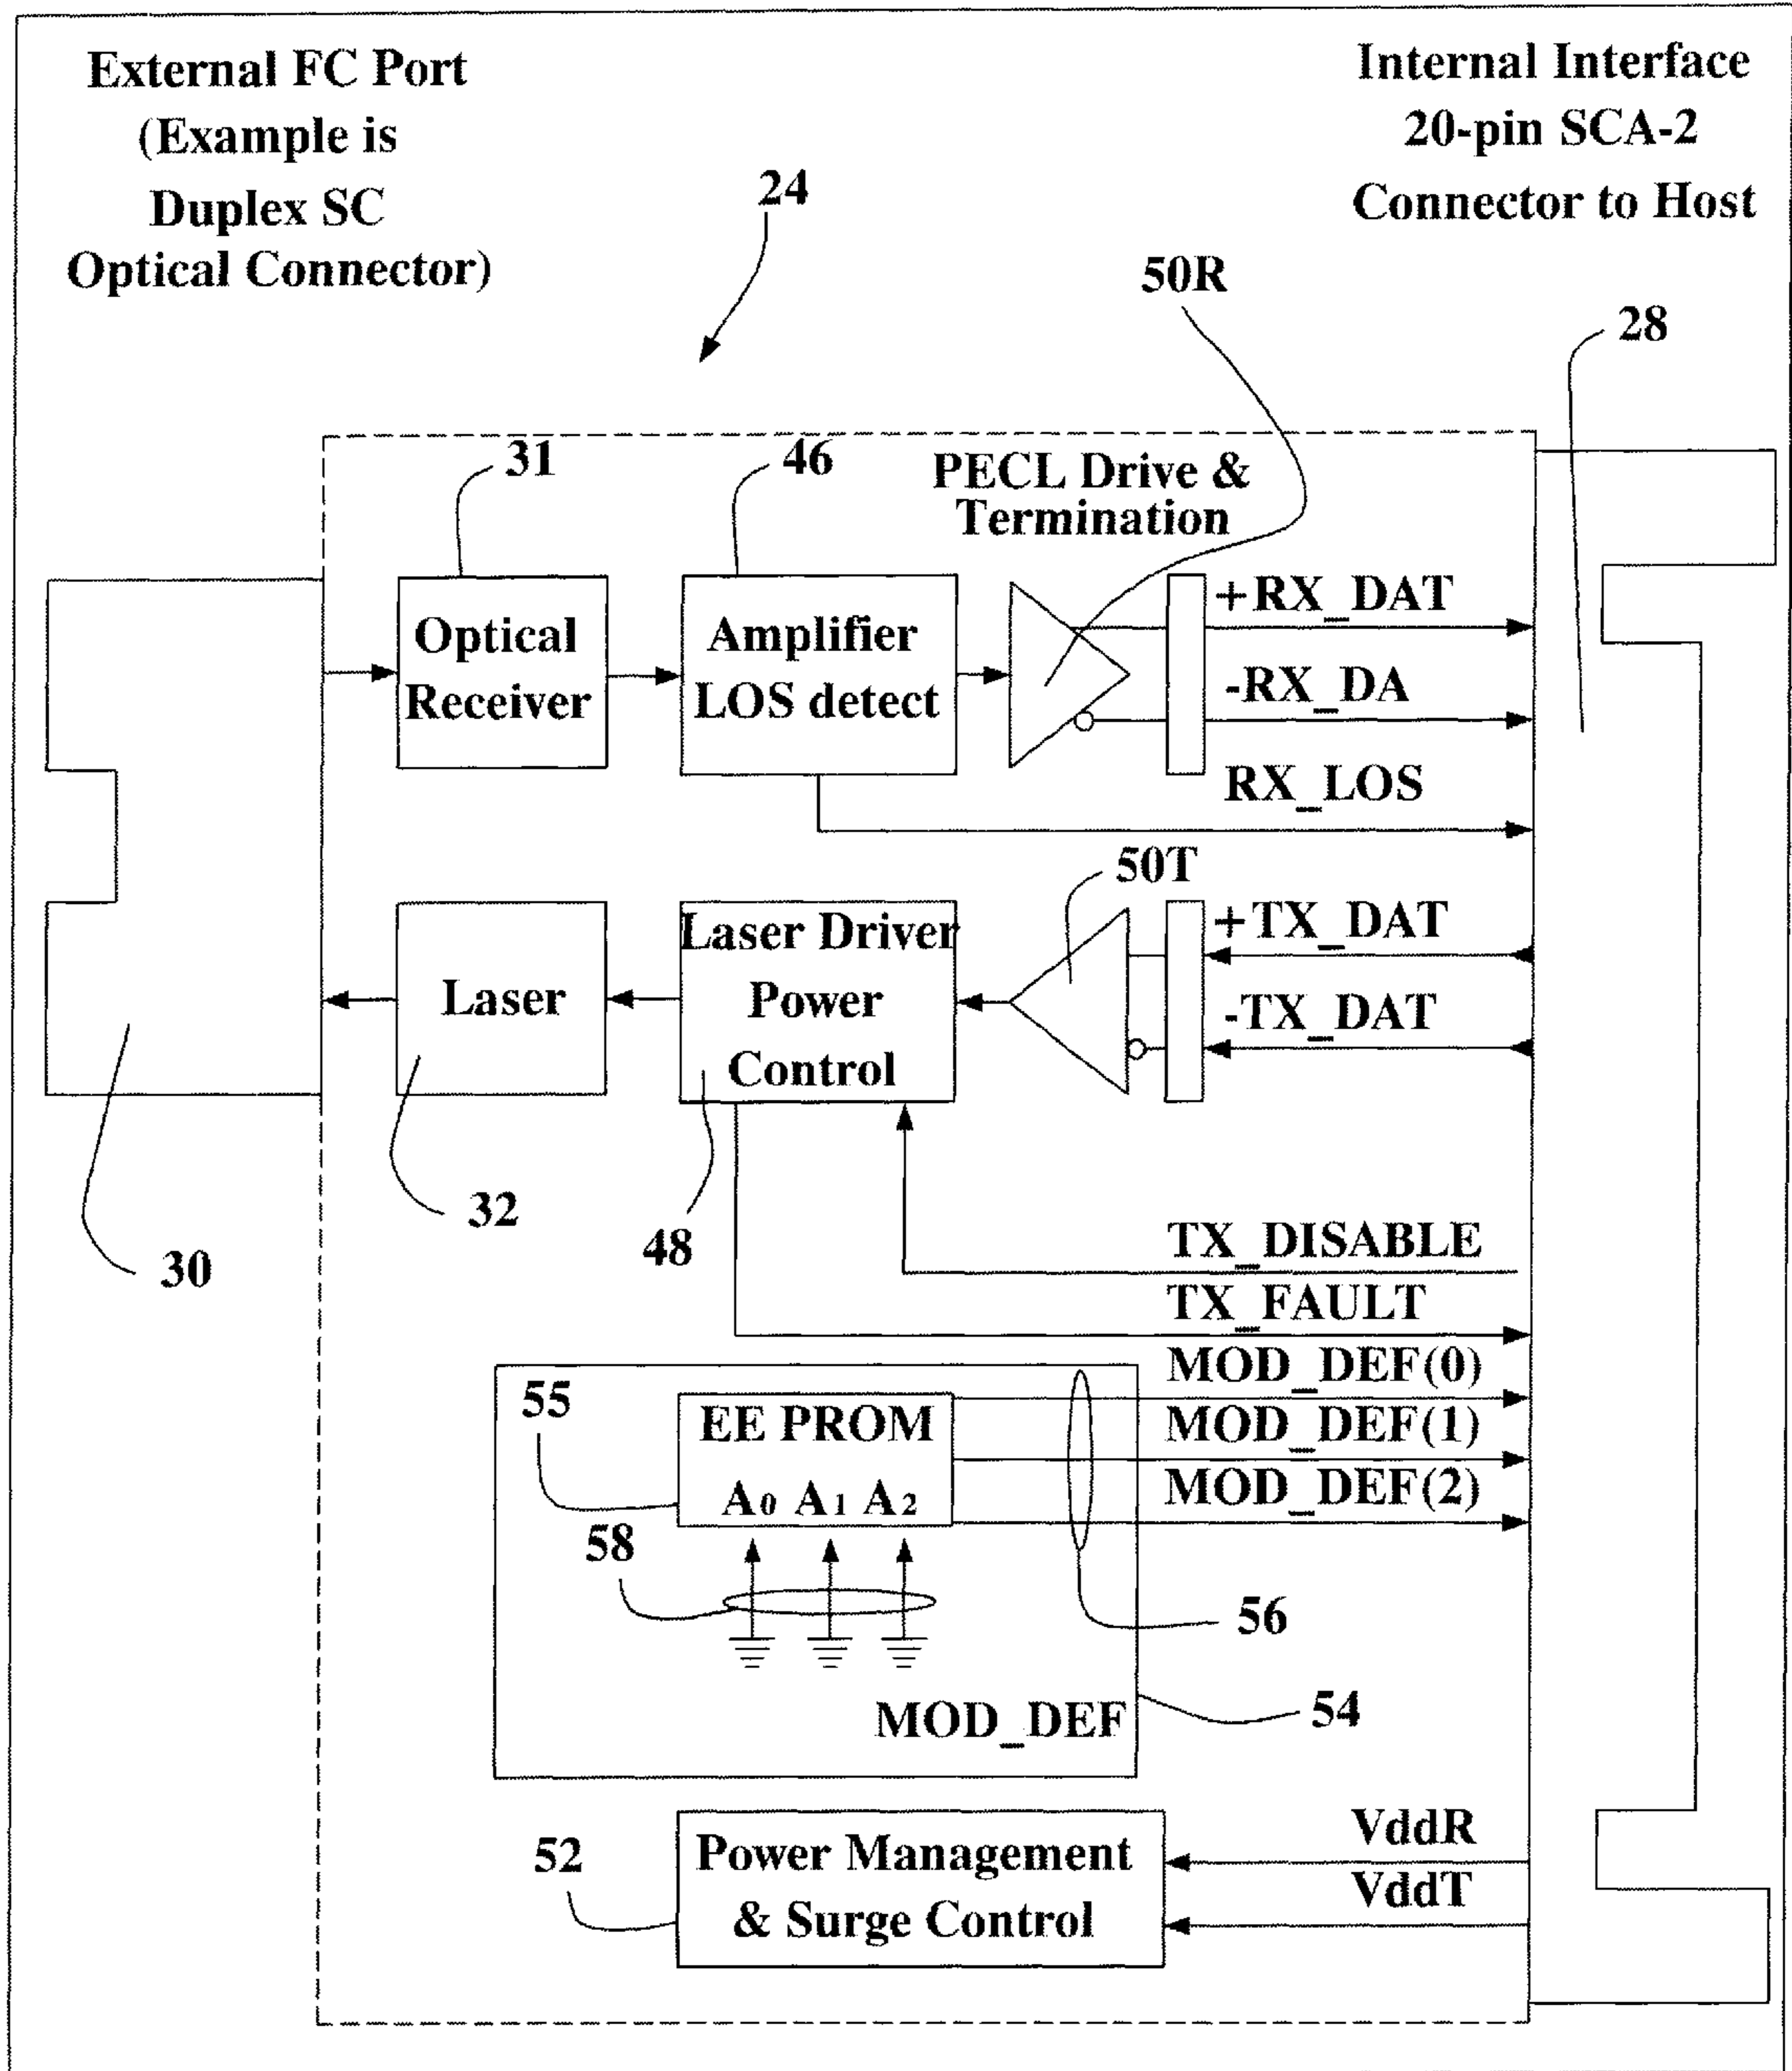 External FC Port
(Example is
Duplex SC
Optical Connector)
Internal Interface
20-pin SCA-2
Connector to Host
24
50R
28
31
46
PECL Drive &
Termination
Optical
Receiver
Amplifier
LOS detect
+RX_DAT
-RX_DA
RX_LOS
50T
Laser
Laser Driver
Power
Control
+TX_DAT
-TX_DAT
30
32
48
TX_DISABLE
TX_FAULT
MOD_DEF(0)
MOD_DEF(1)
MOD_DEF(2)
55
EE PROM
A0 A1 A2
58
56
MOD_DEF
54
52
Power Management
& Surge Control
VddR
VddT